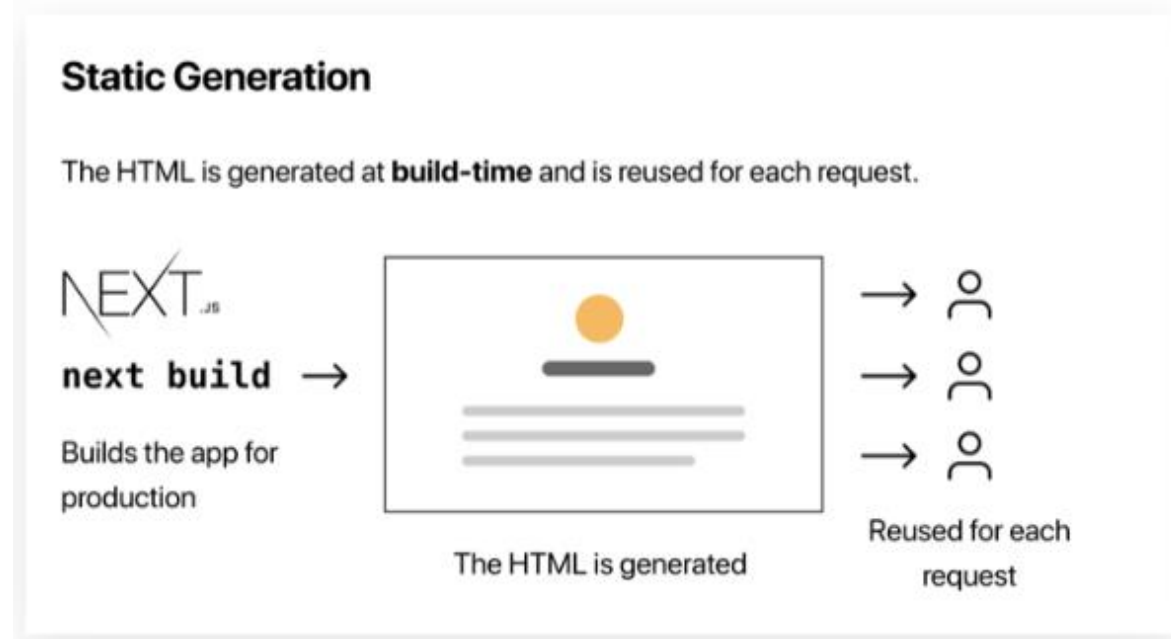 Static Generation
The HTML is generated at build-time and is reused for each request.
NEXT.JS
next build
Builds the app for
production
The HTML is generated
Reused for each
request